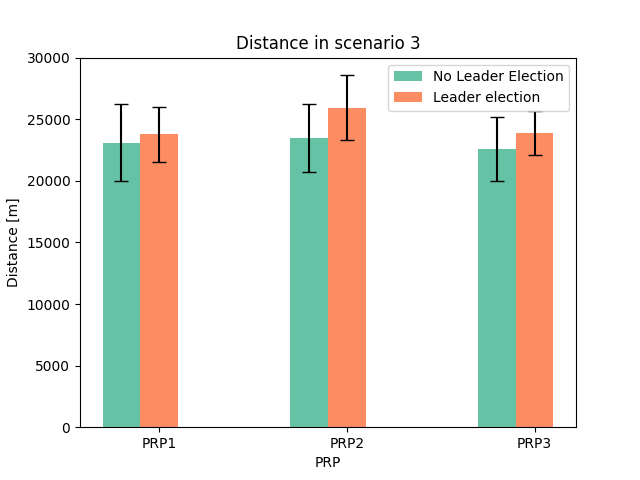 Distance in scenario 3
No Leader Election
Leader election
Distance [m]
30000
25000
20000
15000
10000
5000
0
PRP1 PRP2 PRP3
PRP